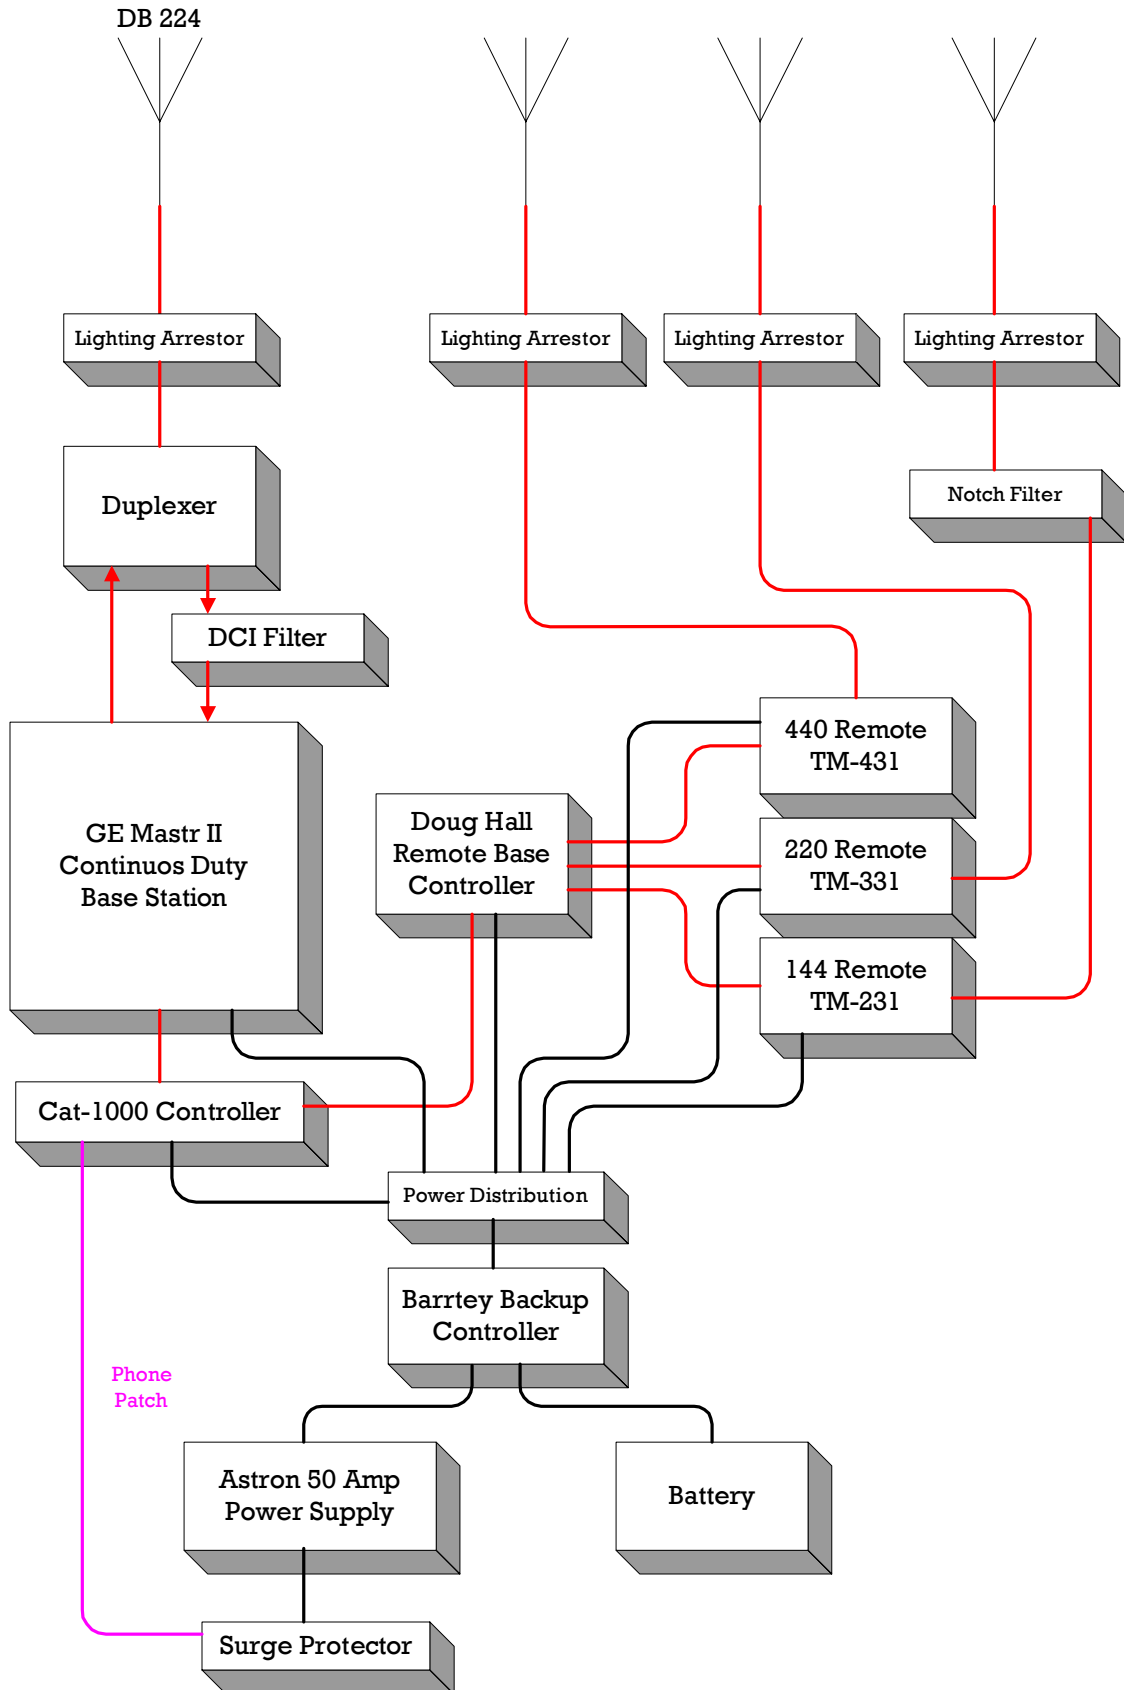 DB 224
Lighting Arrestor
Lighting Arrestor
Lighting Arrestor
Lighting Arrestor
Duplexer
Notch Filter
DCI Filter
440 Remote
TM-431
GE Mastr II
Continuos Duty
Base Station
Doug Hall
Remote Base
Controller
220 Remote
TM-331
144 Remote
TM-231
Cat-1000 Controller
Power Distribution
Barrtey Backup
Controller
Phone
Patch
Astron 50 Amp
Power Supply
Battery
Surge Protector